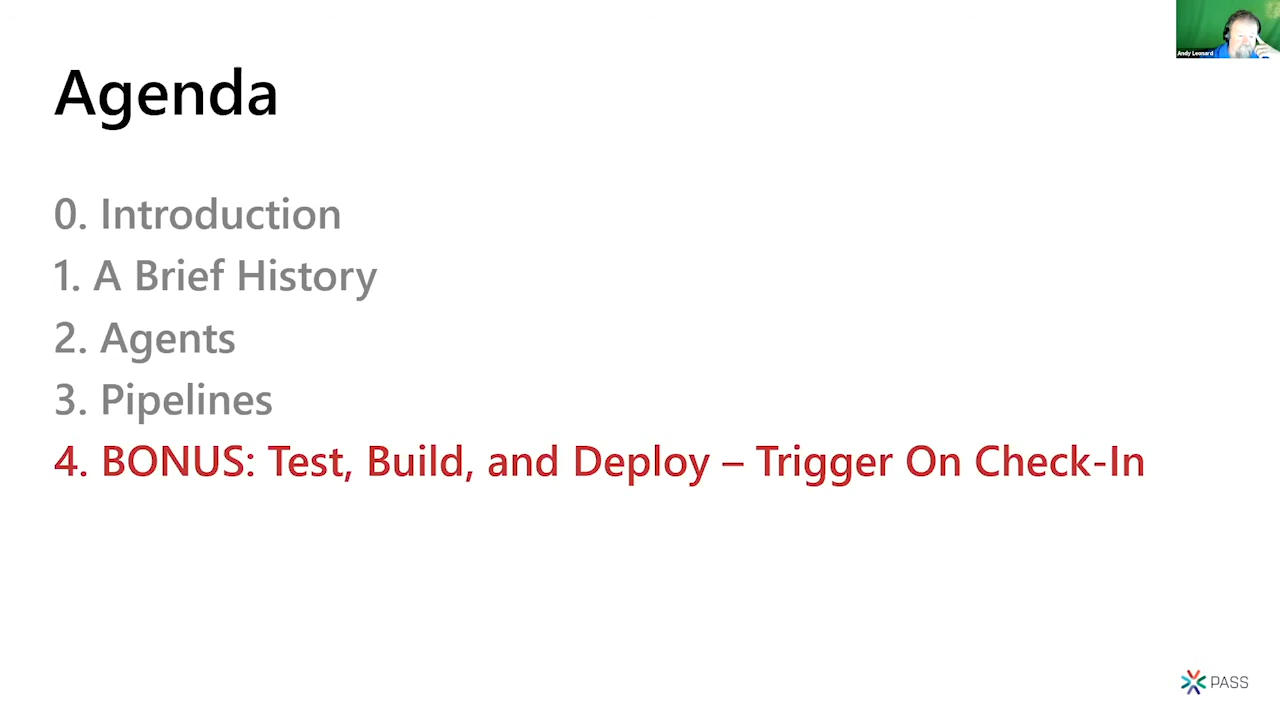 Andy Leonard
Agenda
0. Introduction
1. A Brief History
2. Agents
3. Pipelines
4. BONUS: Test, Build, and Deploy – Trigger On Check-In
PASS